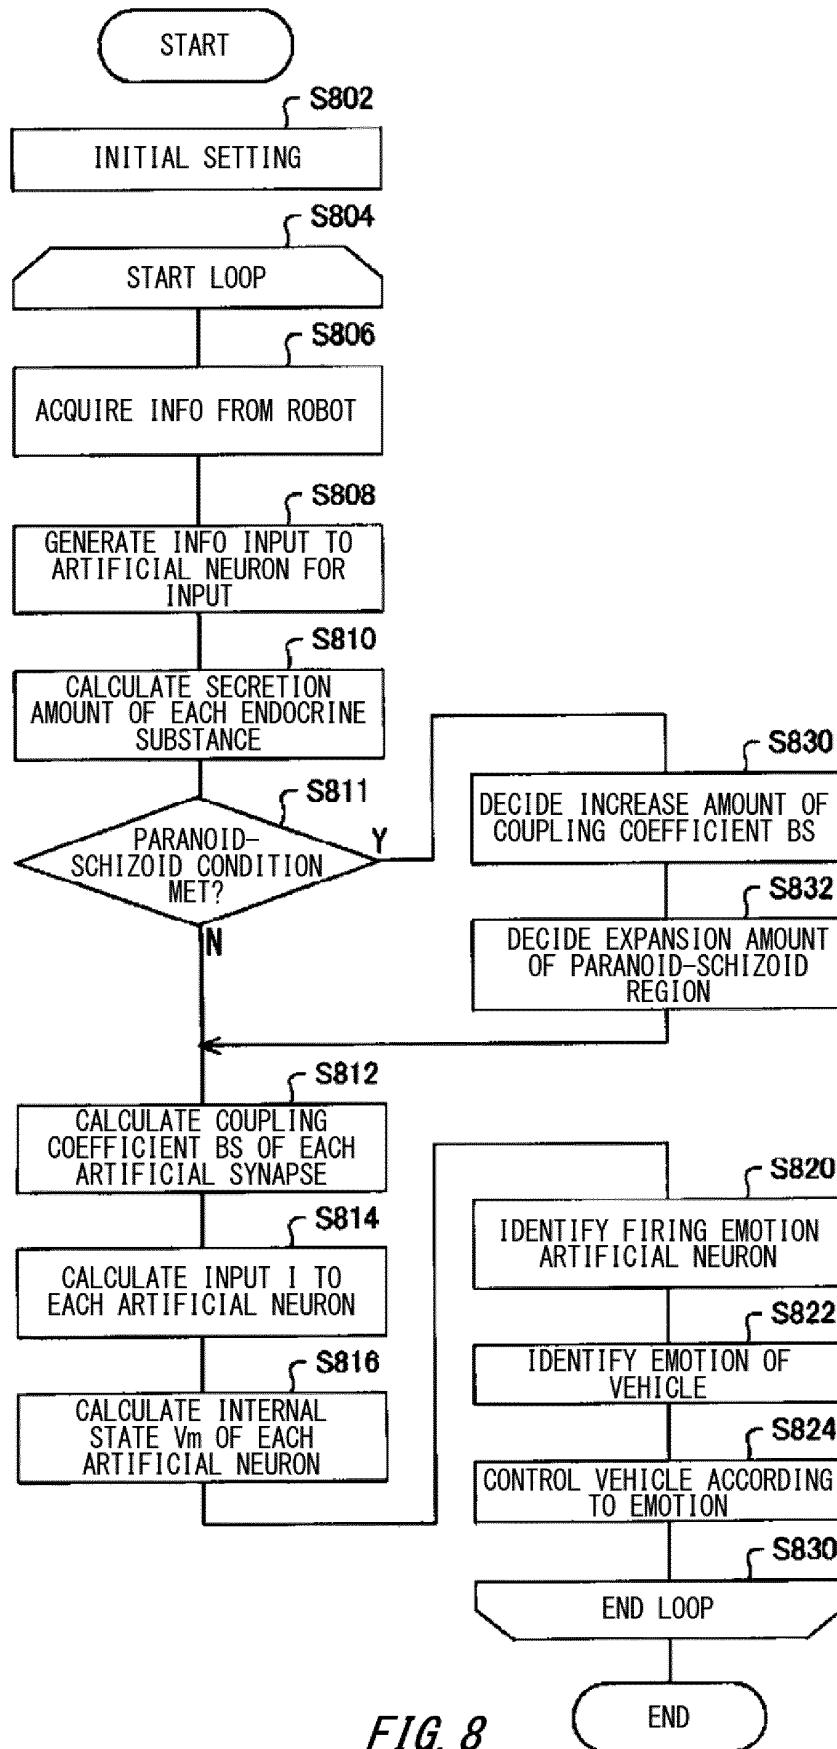 START
S802
INITIAL SETTING
S804
START LOOP
S806
ACQUIRE INFO FROM ROBOT
S808
GENERATE INFO INPUT TO
ARTIFICIAL NEURON FOR
INPUT
S810
CALCULATE SECRETION
AMOUNT OF EACH ENDOCRINE
SUBSTANCE
S811
PARANOID-
SCHIZOID CONDITION
MET?
Y
N
S830
DECIDE INCREASE AMOUNT OF
COUPLING COEFFICIENT BS
S832
DECIDE EXPANSION AMOUNT
OF PARANOID-SCHIZOID
REGION
S812
CALCULATE COUPLING
COEFFICIENT BS OF EACH
ARTIFICIAL SYNAPSE
S814
CALCULATE INPUT I TO
EACH ARTIFICIAL NEURON
S816
CALCULATE INTERNAL
STATE Vm OF EACH
ARTIFICIAL NEURON
S820
IDENTIFY FIRING EMOTION
ARTIFICIAL NEURON
S822
IDENTIFY EMOTION OF
VEHICLE
S824
CONTROL VEHICLE ACCORDING
TO EMOTION
S830
END LOOP
END
FIG. 8